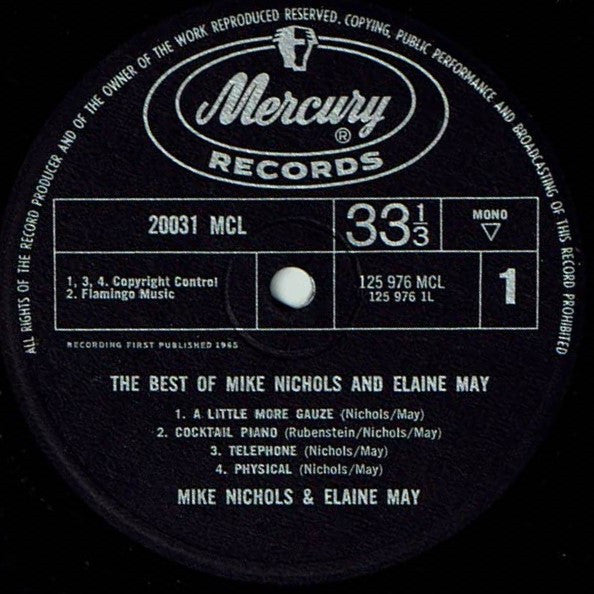 ALL RIGHTS OF THE RECORD PRODUCER AND OF THE OWNER OF THE WORK REPRODUCED RESERVED. COPYING, PUBLIC PERFORMANCE AND BROADCASTING OF THIS RECORD PROHIBITED
Mercury
®
RECORDS
20031 MCL
33 1/3
MONO
▽
1, 3, 4. Copyright Control
2. Flamingo Music
125 976 MCL
125 976 1L
1
RECORDING FIRST PUBLISHED 1965
THE BEST OF MIKE NICHOLS AND ELAINE MAY
1. A LITTLE MORE GAUZE (Nichols/May)
2. COCKTAIL PIANO (Rubenstein/Nichols/May)
3. TELEPHONE (Nichols/May)
4. PHYSICAL (Nichols/May)
MIKE NICHOLS & ELAINE MAY